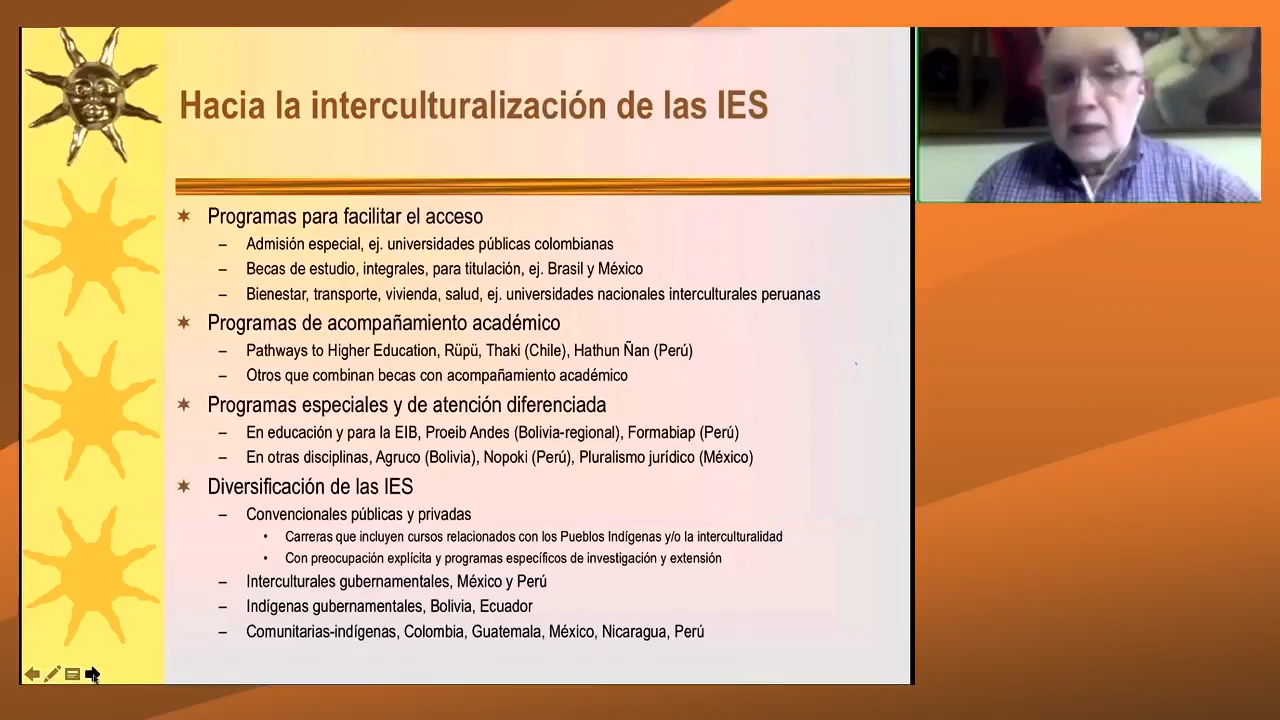 Hacia la interculturalización de las IES
Programas para facilitar el acceso
– Admisión especial, ej. universidades públicas colombianas
– Becas de estudio, integrales, para titulación, ej. Brasil y México
– Bienestar, transporte, vivienda, salud, ej. universidades nacionales interculturales peruanas
Programas de acompañamiento académico
– Pathways to Higher Education, Rüpü, Thaki (Chile), Hathun Ñan (Perú)
– Otros que combinan becas con acompañamiento académico
Programas especiales y de atención diferenciada
– En educación y para la EIB, Proeib Andes (Bolivia-regional), Formabiap (Perú)
– En otras disciplinas, Agruco (Bolivia), Nopoki (Perú), Pluralismo jurídico (México)
Diversificación de las IES
– Convencionales públicas y privadas
• Carreras que incluyen cursos relacionados con los Pueblos Indígenas y/o la interculturalidad
• Con preocupación explícita y programas específicos de investigación y extensión
– Interculturales gubernamentales, México y Perú
– Indígenas gubernamentales, Bolivia, Ecuador
– Comunitarias-indígenas, Colombia, Guatemala, México, Nicaragua, Perú